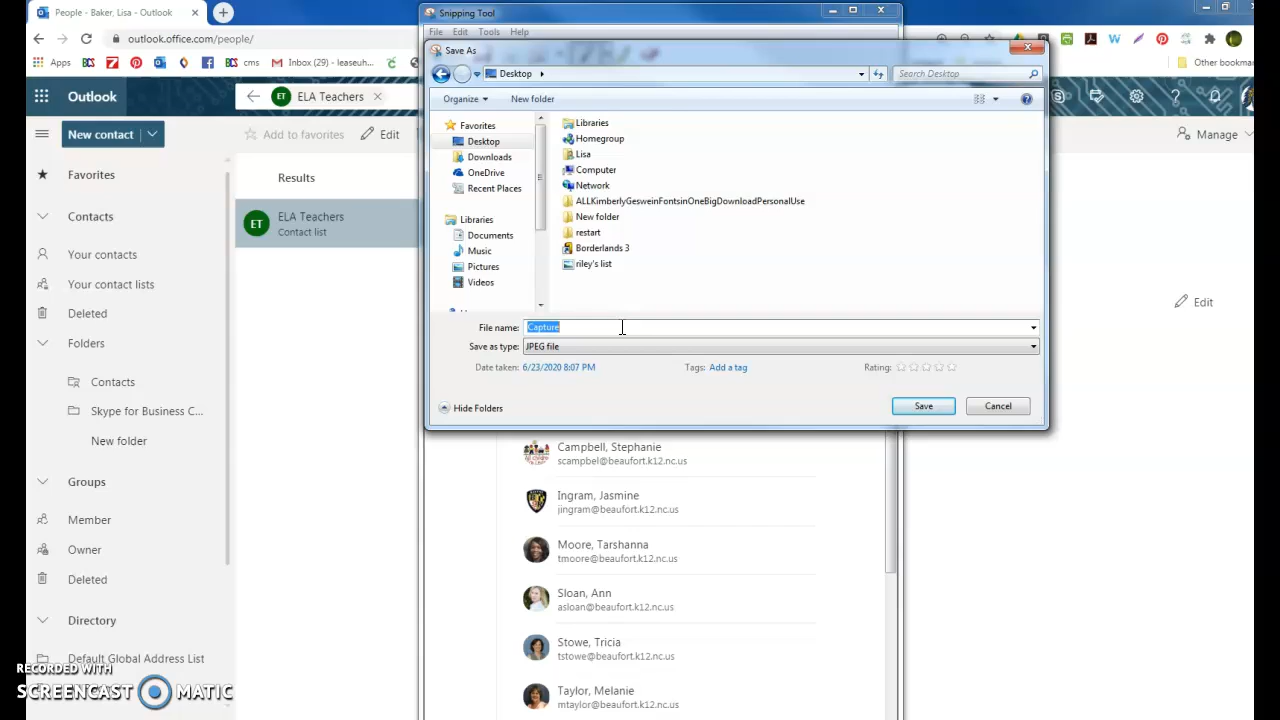 People - Baker, Lisa - Outlook
outlook.office.com/people/
Apps
cms
Inbox (29) - leaseuh...
Other bookmar
Outlook
ELA Teachers
New contact
Add to favorites
Edit
Manage
Favorites
Contacts
Your contacts
Your contact lists
Deleted
Folders
Contacts
Skype for Business C...
New folder
Groups
Member
Owner
Deleted
Directory
Default Global Address List
Results
ET
ELA Teachers
Contact list
Snipping Tool
File Edit Tools Help
Save As
Desktop
Search Desktop
Organize
New folder
Favorites
Desktop
Downloads
OneDrive
Recent Places
Libraries
Documents
Music
Pictures
Videos
Libraries
Homegroup
Lisa
Computer
Network
ALLKimberlyGesweinFontsinOneBigDownloadPersonalUse
New folder
restart
Borderlands 3
riley's list
File name: Capture
Save as type: JPEG file
Date taken: 6/23/2020 8:07 PM
Tags: Add a tag
Rating:
Hide Folders
Save
Cancel
Edit
Campbell, Stephanie
scampbel@beaufort.k12.nc.us
Ingram, Jasmine
jingram@beaufort.k12.nc.us
Moore, Tarshanna
tmoore@beaufort.k12.nc.us
Sloan, Ann
asloan@beaufort.k12.nc.us
Stowe, Tricia
tstowe@beaufort.k12.nc.us
Taylor, Melanie
mtaylor@beaufort.k12.nc.us
RECORDED WITH
SCREENCAST MATIC